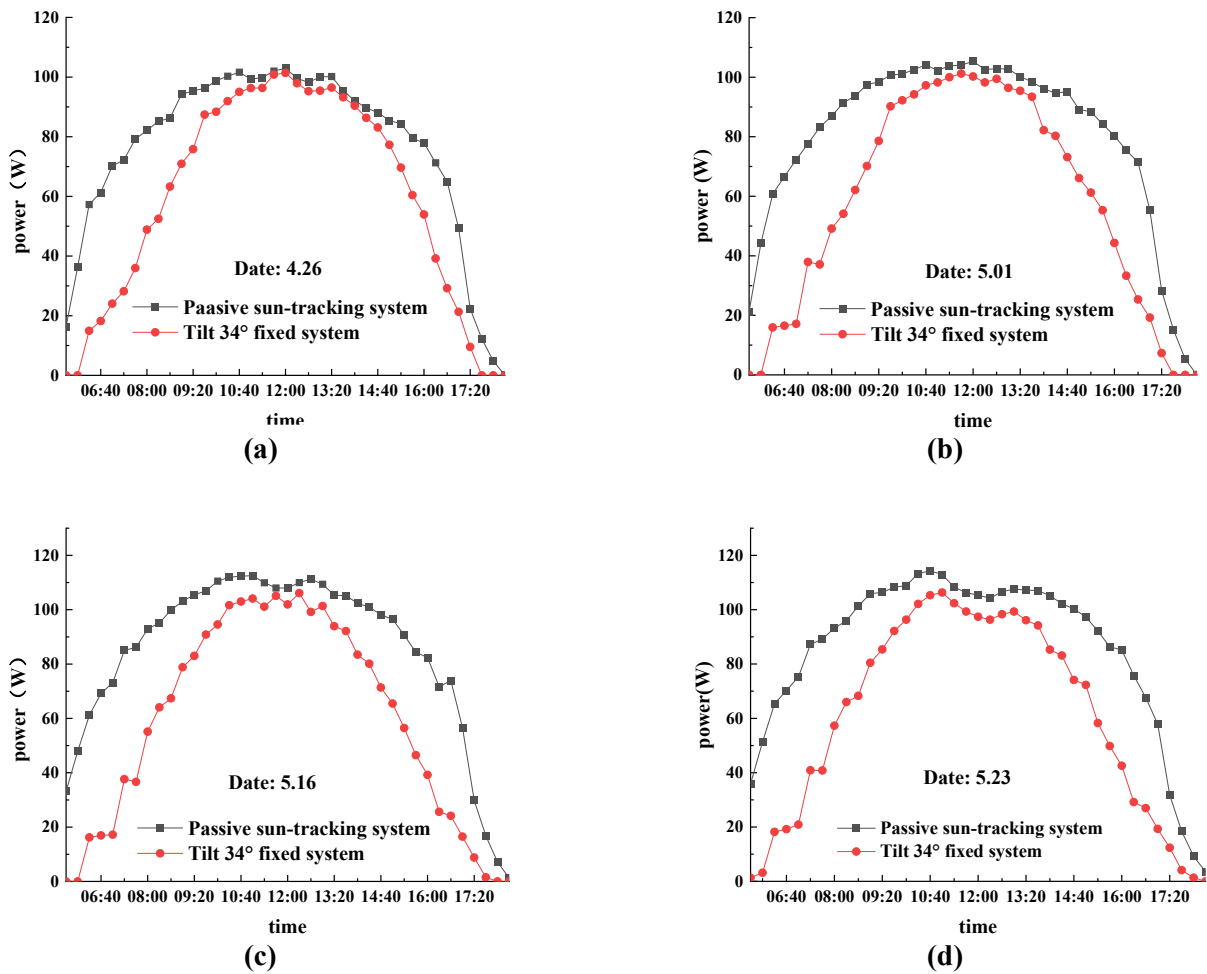 120
100
80
60
40
20
0
power（W）
Date: 4.26
Paasive sun-tracking system
Tilt 34° fixed system
06:40 08:00 09:20 10:40 12:00 13:20 14:40 16:00 17:20
time
(a)
120
100
80
60
40
20
0
power (W)
Date: 5.01
Passive sun-tracking system
Tilt 34° fixed system
06:40 08:00 09:20 10:40 12:00 13:20 14:40 16:00 17:20
time
(b)
120
100
80
60
40
20
0
power（W）
Date: 5.16
Passive sun-tracking system
Tilt 34° fixed system
06:40 08:00 09:20 10:40 12:00 13:20 14:40 16:00 17:20
time
(c)
120
100
80
60
40
20
0
power(W)
Date: 5.23
Passive sun-tracking system
Tilt 34° fixed system
06:40 08:00 09:20 10:40 12:00 13:20 14:40 16:00 17:20
time
(d)